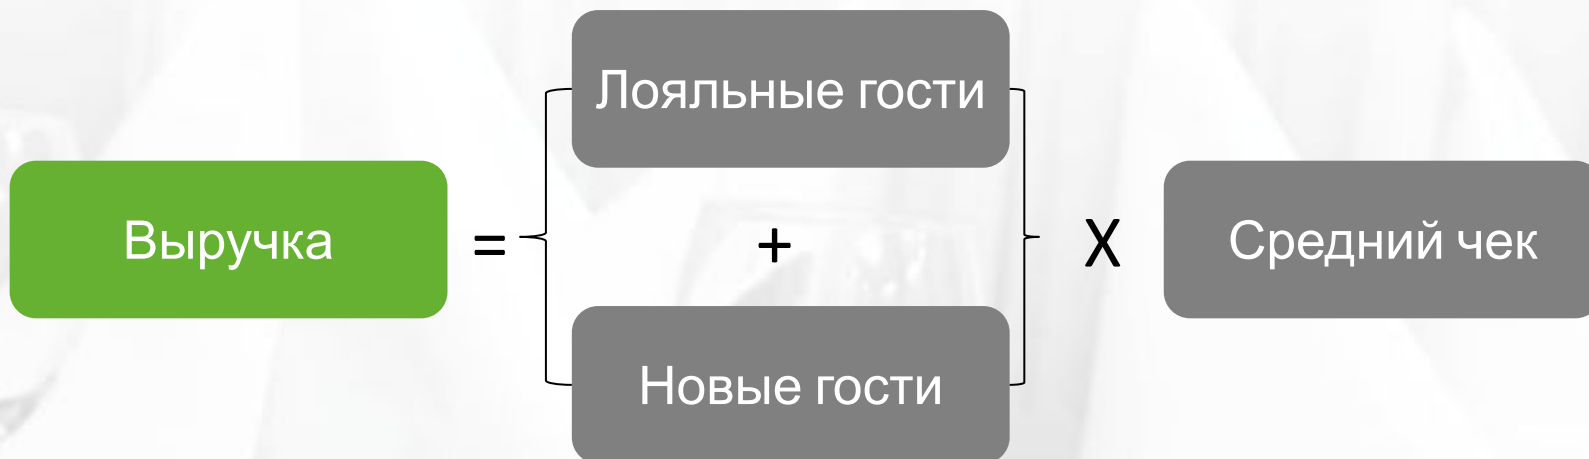 Лояльные гости
Выручка = + X Средний чек
Новые гости